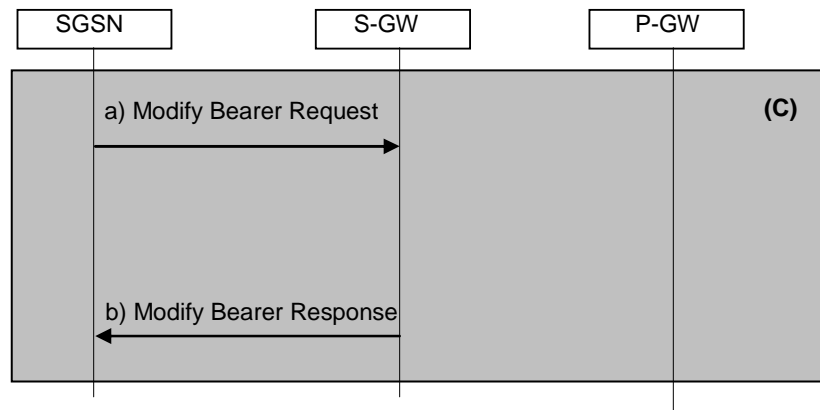 SGSN
S-GW
P-GW
(C)
a) Modify Bearer Request
b) Modify Bearer Response